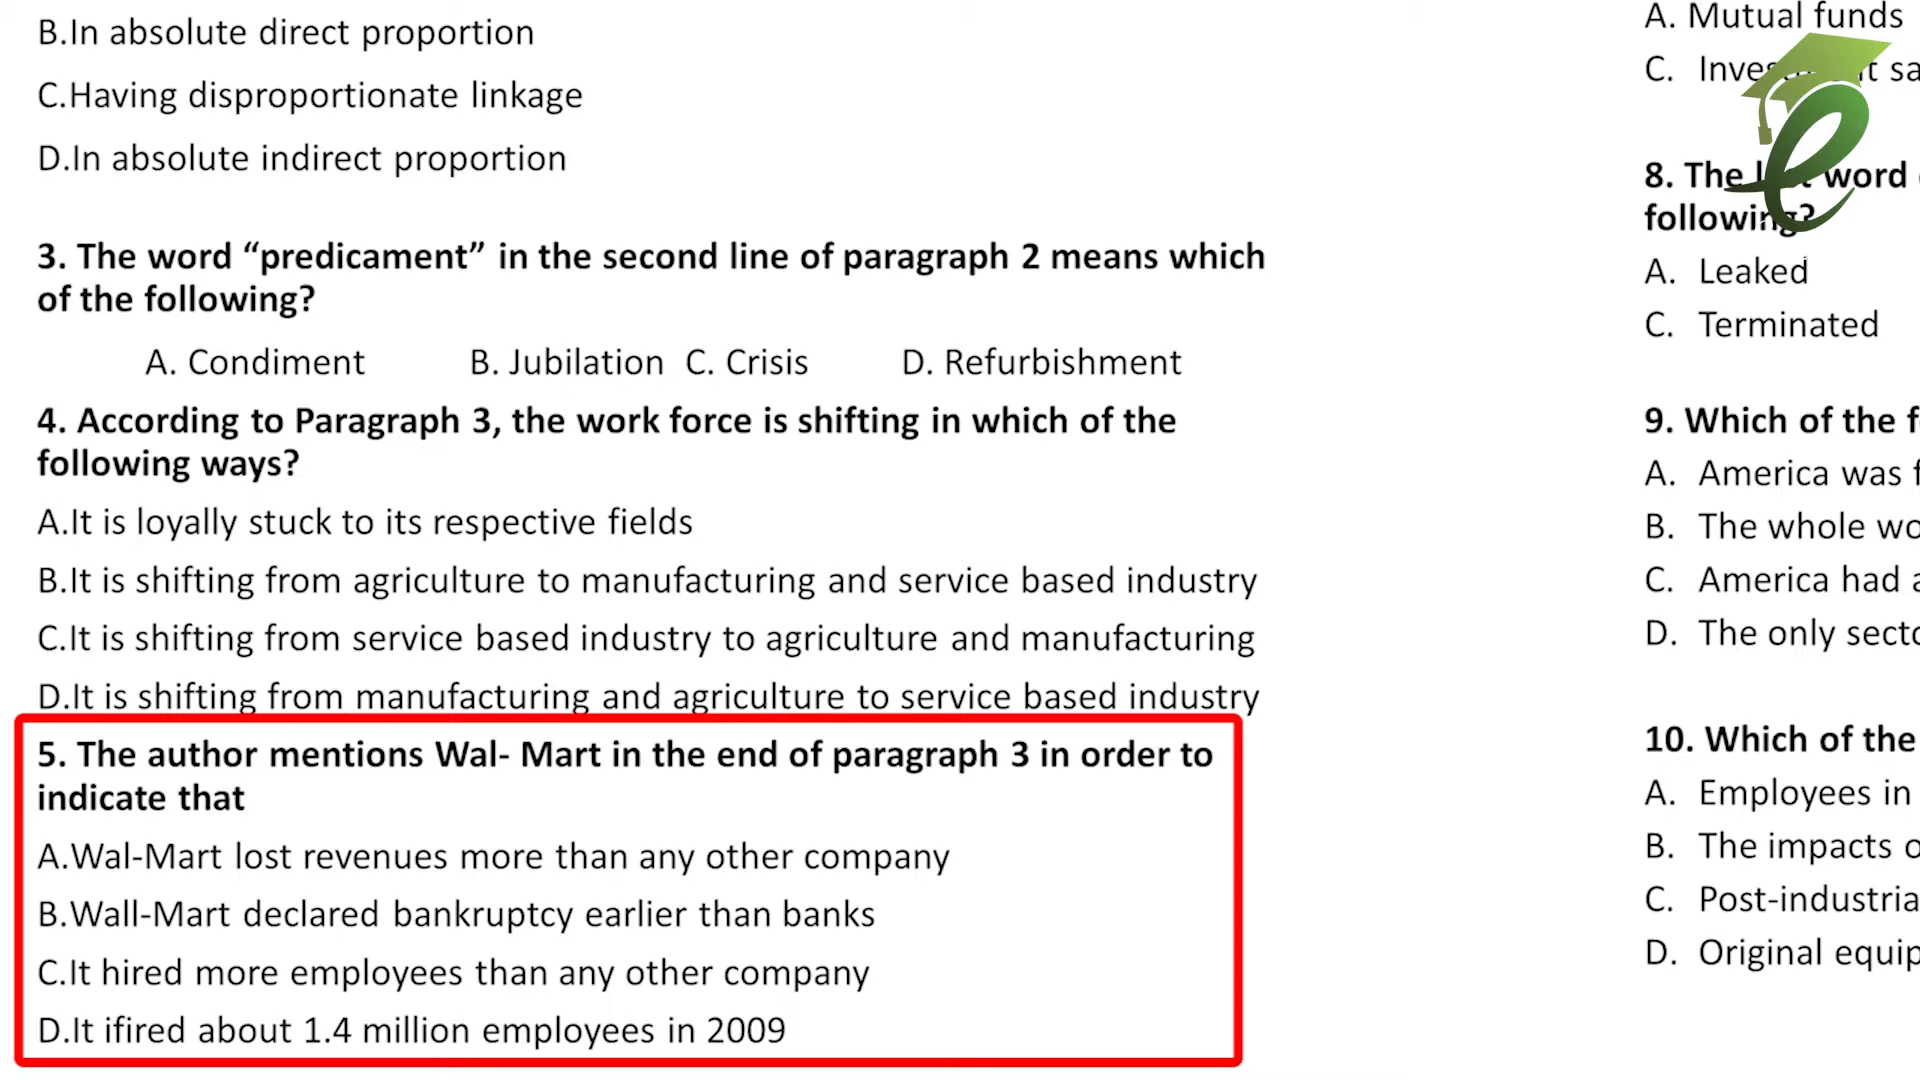 B.In absolute direct proportion
C.Having disproportionate linkage
D.In absolute indirect proportion
3. The word “predicament” in the second line of paragraph 2 means which
of the following?
A. Condiment B. Jubilation C. Crisis D. Refurbishment
4. According to Paragraph 3, the work force is shifting in which of the
following ways?
A.It is loyally stuck to its respective fields
B.It is shifting from agriculture to manufacturing and service based industry
C.It is shifting from service based industry to agriculture and manufacturing
D.It is shifting from manufacturing and agriculture to service based industry
5. The author mentions Wal- Mart in the end of paragraph 3 in order to
indicate that
A.Wal-Mart lost revenues more than any other company
B.Wall-Mart declared bankruptcy earlier than banks
C.It hired more employees than any other company
D.It ifired about 1.4 million employees in 2009
A. Mutual funds
C.
8. The word
following?
A. Leaked
C. Terminated
9. Which of the
A. America was
B. The whole
C. America had
D. The only
10. Which of the
A. Employees in
B. The impacts
C.
D. Original